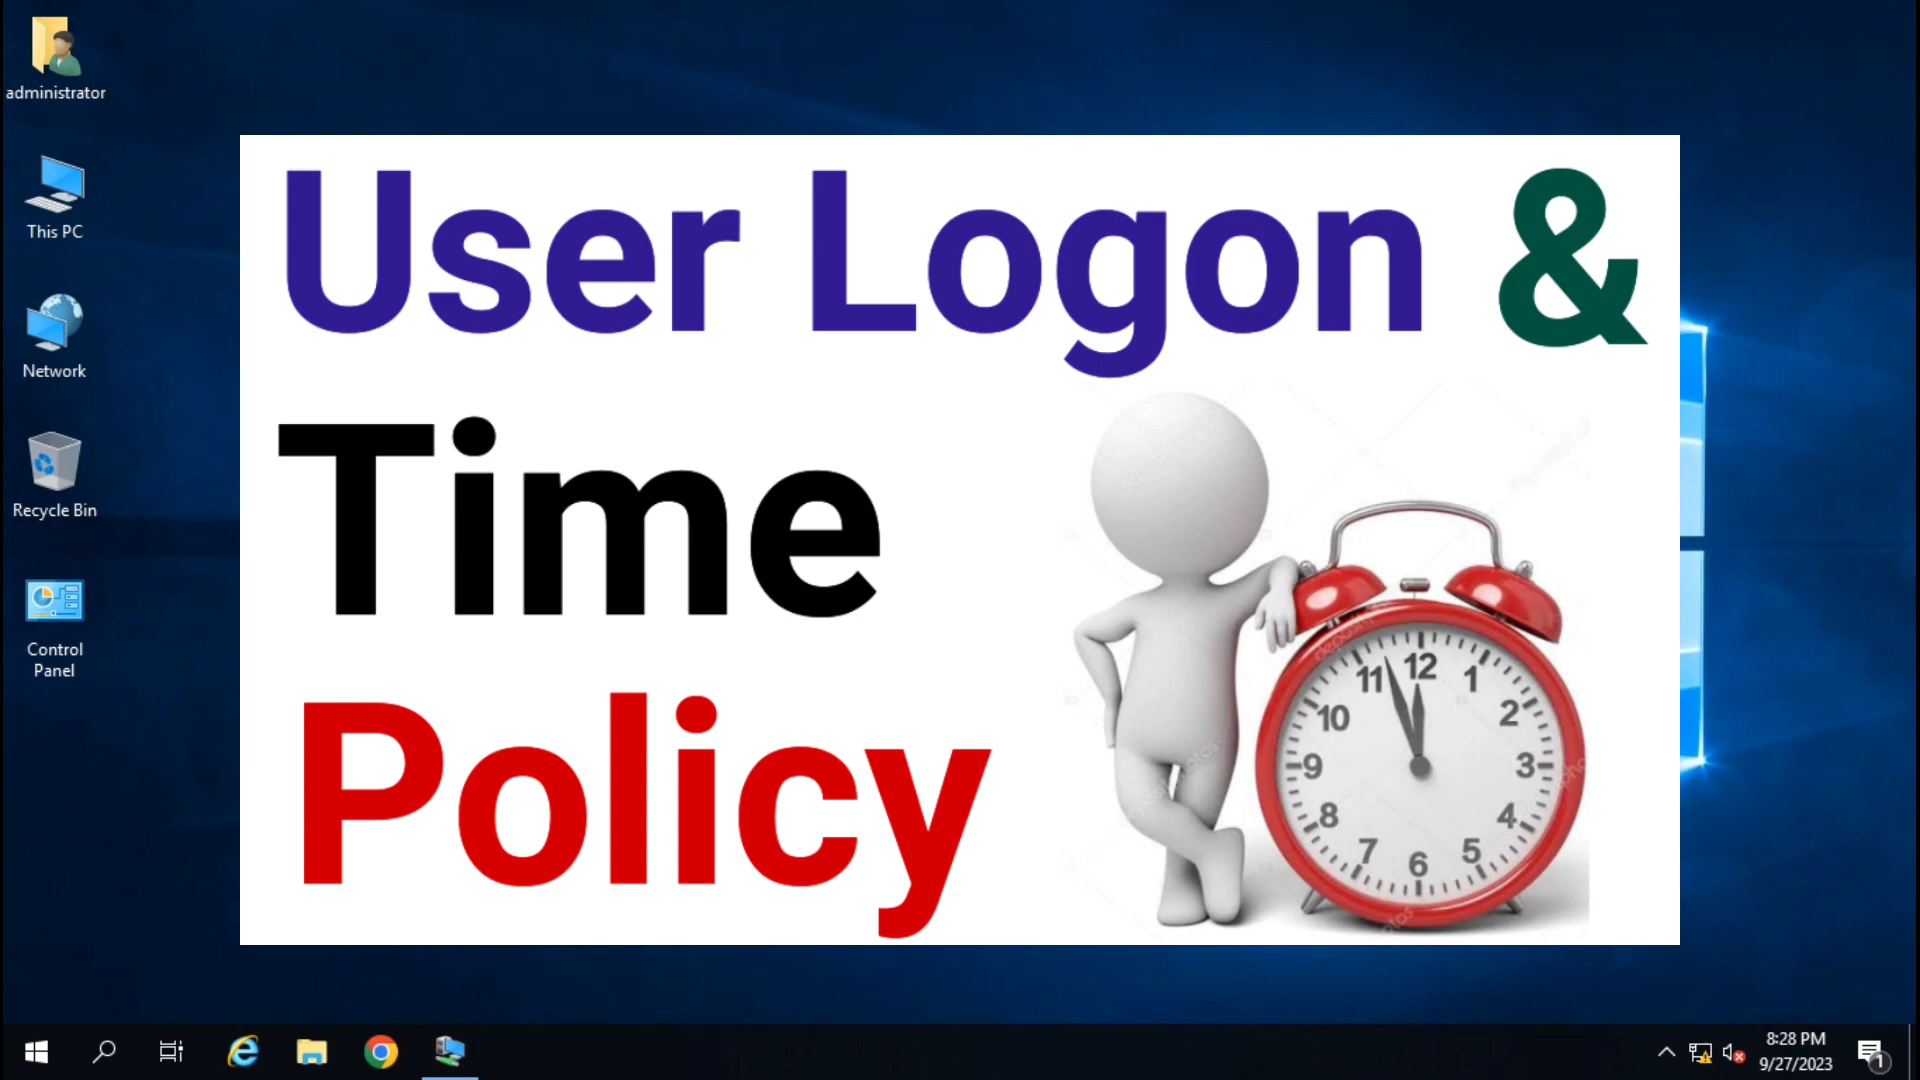 administrator
This PC
Network
Recycle Bin
Control
Panel
User Logon &
Time
Policy
11 12 1
10 2
9 3
8 4
7 6 5
8:28 PM
9/27/2023
1